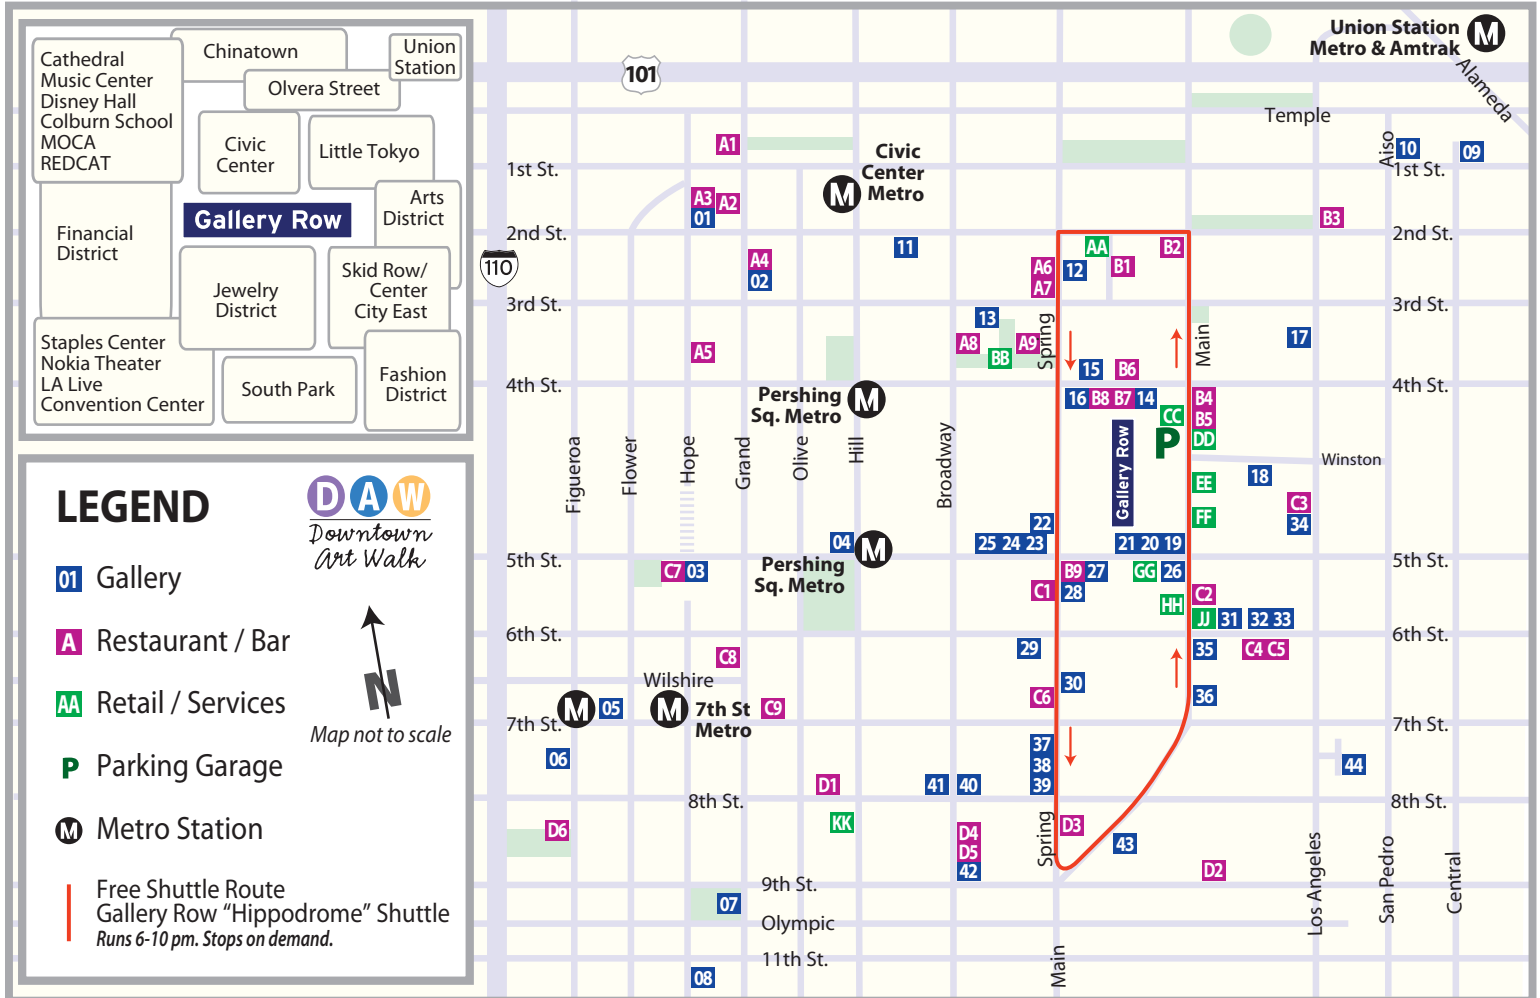 Cathedral
Music Center
Disney Hall
Colburn School
MOCA
REDCAT
Chinatown
Union
Station
Olvera Street
Civic
Center
Little Tokyo
Arts
District
Financial
District
Gallery Row
Jewelry
District
Skid Row/
Center
City East
Staples Center
Nokia Theater
LA Live
Convention Center
South Park
Fashion
District
LEGEND
DAW
Downtown
Art Walk
01 Gallery
A Restaurant / Bar
AA Retail / Services
P Parking Garage
M Metro Station
N
Map not to scale
Free Shuttle Route
Gallery Row “Hippodrome” Shuttle
Runs 6-10 pm. Stops on demand.
101
110
Union Station
Metro & Amtrak
M
Alameda
Temple
Aiso
10
09
A1
Civic
Center
Metro
M
1st St.
1st St.
A3
A2
01
B3
2nd St.
2nd St.
11
AA
B2
A4
02
A6
12
B1
A7
3rd St.
3rd St.
13
Spring
Main
17
A5
A8
BB
A9
15
B6
4th St.
4th St.
Pershing
Sq. Metro
M
16
B8
B7
14
B4
CC
B5
P
DD
Gallery Row
Winston
Figueroa
Flower
Hope
Grand
Olive
Hill
Broadway
EE
18
FF
C3
34
22
04
M
25
24
23
21
20
19
Pershing
Sq. Metro
5th St.
5th St.
C7
03
B9
27
GG
26
C1
28
C2
HH
JJ
31
32
33
6th St.
6th St.
29
35
C4
C5
C8
Wilshire
30
C6
36
M
05
M
7th St
Metro
C9
7th St.
7th St.
06
37
38
39
44
D1
41
40
8th St.
8th St.
D6
KK
D4
D5
42
Spring
D3
43
D2
9th St.
07
Olympic
Los Angeles
San Pedro
Central
11th St.
08
Main